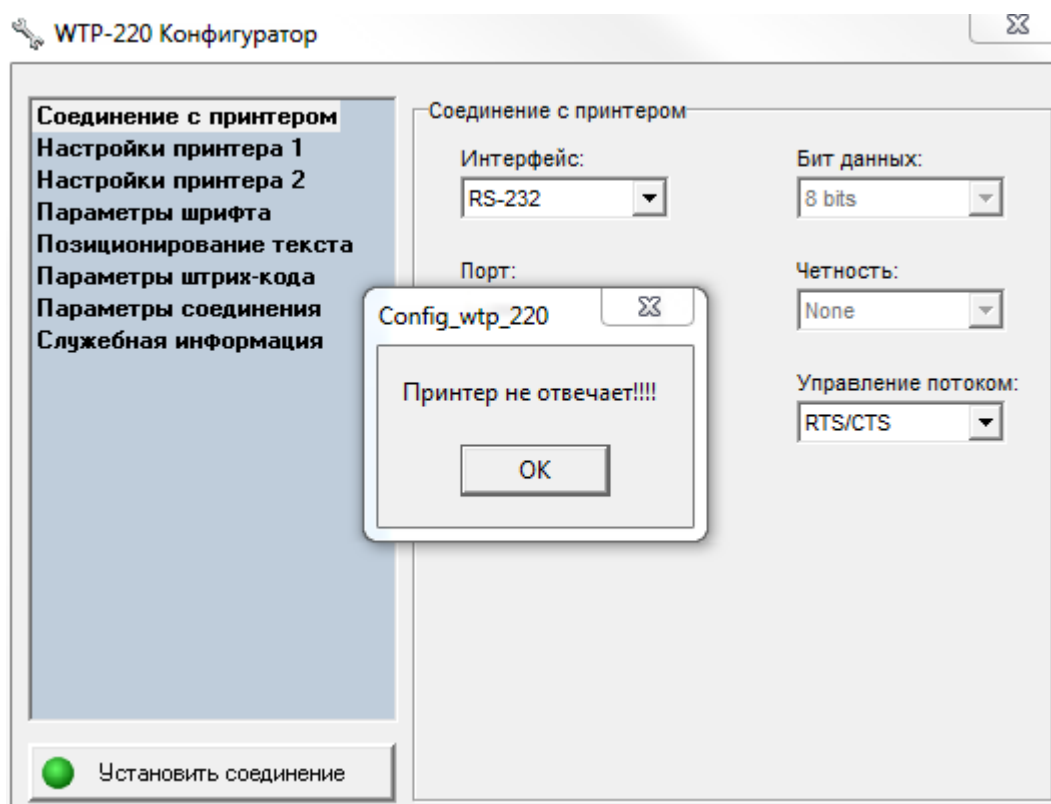 WTP-220 Конфигуратор
Соединение с принтером
Настройки принтера 1
Настройки принтера 2
Параметры шрифта
Позиционирование текста
Параметры штрих-кода
Параметры соединения
Служебная информация
Установить соединение
Соединение с принтером
Интерфейс:
RS-232
Порт:
Бит данных:
8 bits
Четность:
None
Управление потоком:
RTS/CTS
Config_wtp_220
Принтер не отвечает!!!!
OK